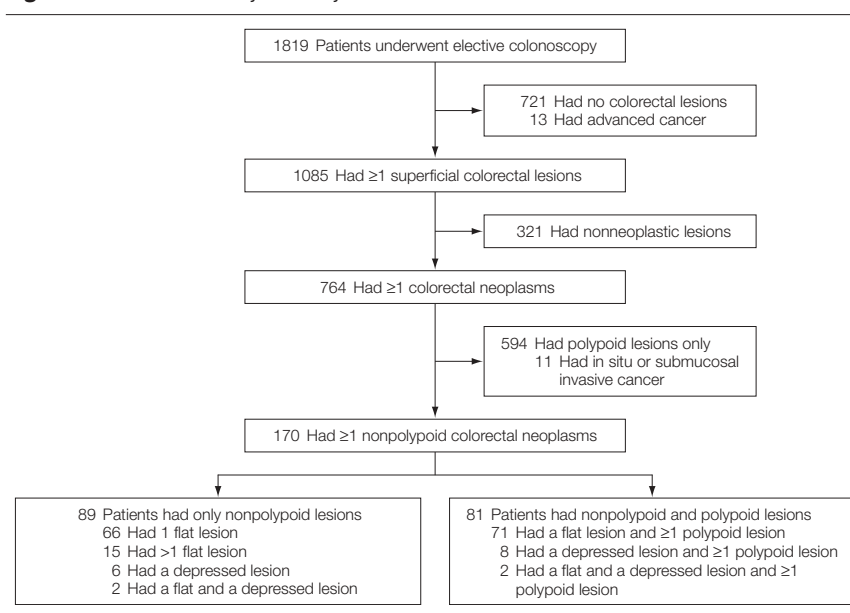 1819 Patients underwent elective colonoscopy
721 Had no colorectal lesions
13 Had advanced cancer
1085 Had ≥1 superficial colorectal lesions
321 Had nonneoplastic lesions
764 Had ≥1 colorectal neoplasms
594 Had polypoid lesions only
11 Had in situ or submucosal
invasive cancer
170 Had ≥1 nonpolypoid colorectal neoplasms
89 Patients had only nonpolypoid lesions
66 Had 1 flat lesion
15 Had >1 flat lesion
6 Had a depressed lesion
2 Had a flat and a depressed lesion
81 Patients had nonpolypoid and polypoid lesions
71 Had a flat lesion and ≥1 polypoid lesion
8 Had a depressed lesion and ≥1 polypoid lesion
2 Had a flat and a depressed lesion and ≥1
polypoid lesion